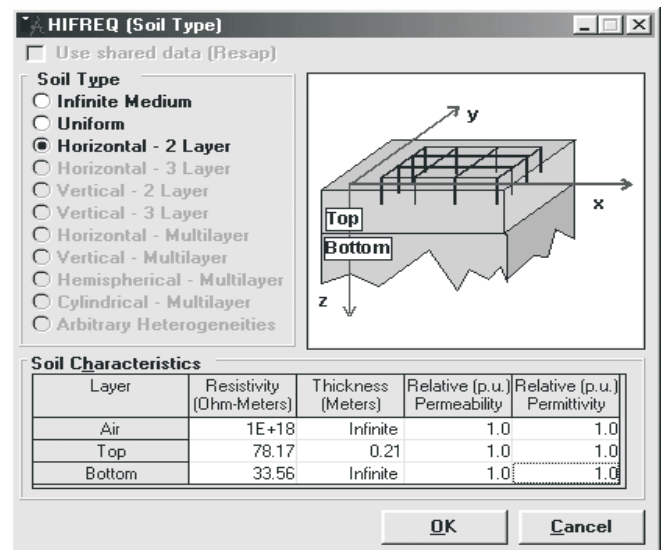 HIFREQ (Soil Type)
Use shared data (Resap)
Soil Type
Infinite Medium
Uniform
Horizontal - 2 Layer
Horizontal - 3 Layer
Vertical - 2 Layer
Vertical - 3 Layer
Horizontal - Multilayer
Vertical - Multilayer
Hemispherical - Multilayer
Cylindrical - Multilayer
Arbitrary Heterogeneities
y
x
Top
Bottom
z
Soil Characteristics
Layer Resistivity (Ohm-Meters) Thickness (Meters) Relative (p.u.) Permeability Relative (p.u.) Permittivity
Air 1E+18 Infinite 1.0 1.0
Top 78.17 0.21 1.0 1.0
Bottom 33.56 Infinite 1.0 1.0
OK Cancel